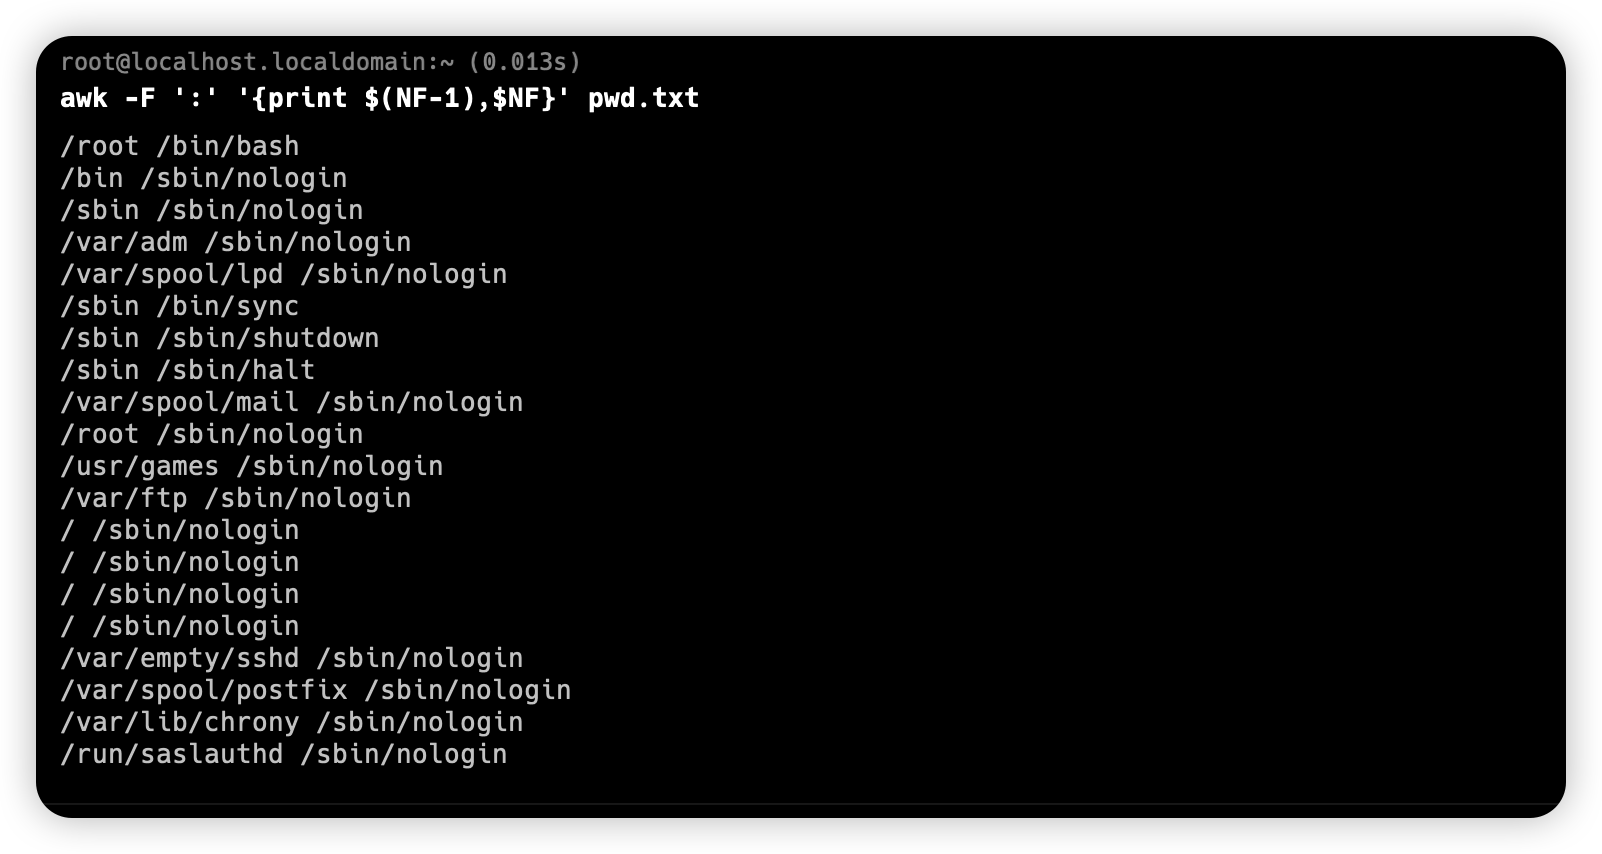 root@localhost.localdomain:~ (0.013s)
awk -F ':' '{print $(NF-1),$NF}' pwd.txt
/root /bin/bash
/bin /sbin/nologin
/sbin /sbin/nologin
/var/adm /sbin/nologin
/var/spool/lpd /sbin/nologin
/sbin /bin/sync
/sbin /sbin/shutdown
/sbin /sbin/halt
/var/spool/mail /sbin/nologin
/root /sbin/nologin
/usr/games /sbin/nologin
/var/ftp /sbin/nologin
/ /sbin/nologin
/ /sbin/nologin
/ /sbin/nologin
/ /sbin/nologin
/var/empty/sshd /sbin/nologin
/var/spool/postfix /sbin/nologin
/var/lib/chrony /sbin/nologin
/run/saslauthd /sbin/nologin